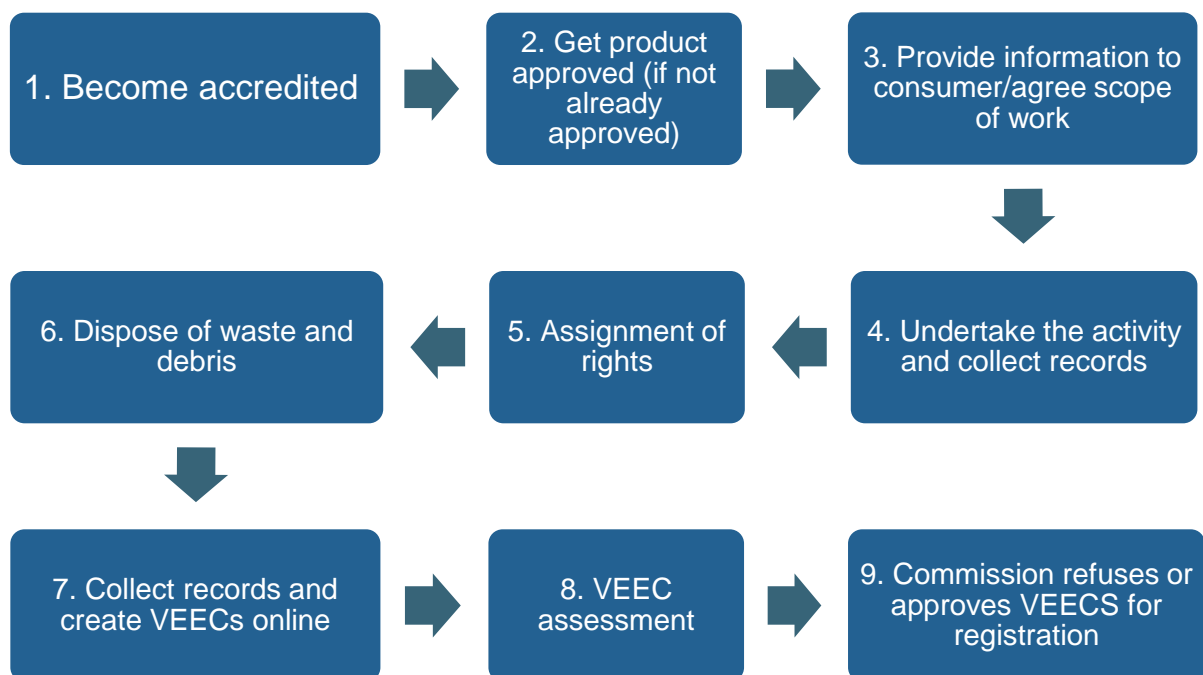 1. Become accredited
2. Get product
approved (if not
already
approved)
3. Provide information to
consumer/agree scope
of work
4. Undertake the activity
and collect records
5. Assignment of
rights
6. Dispose of waste and
debris
7. Collect records and
create VEECs online
8. VEEC
assessment
9. Commission refuses or
approves VEECS for
registration